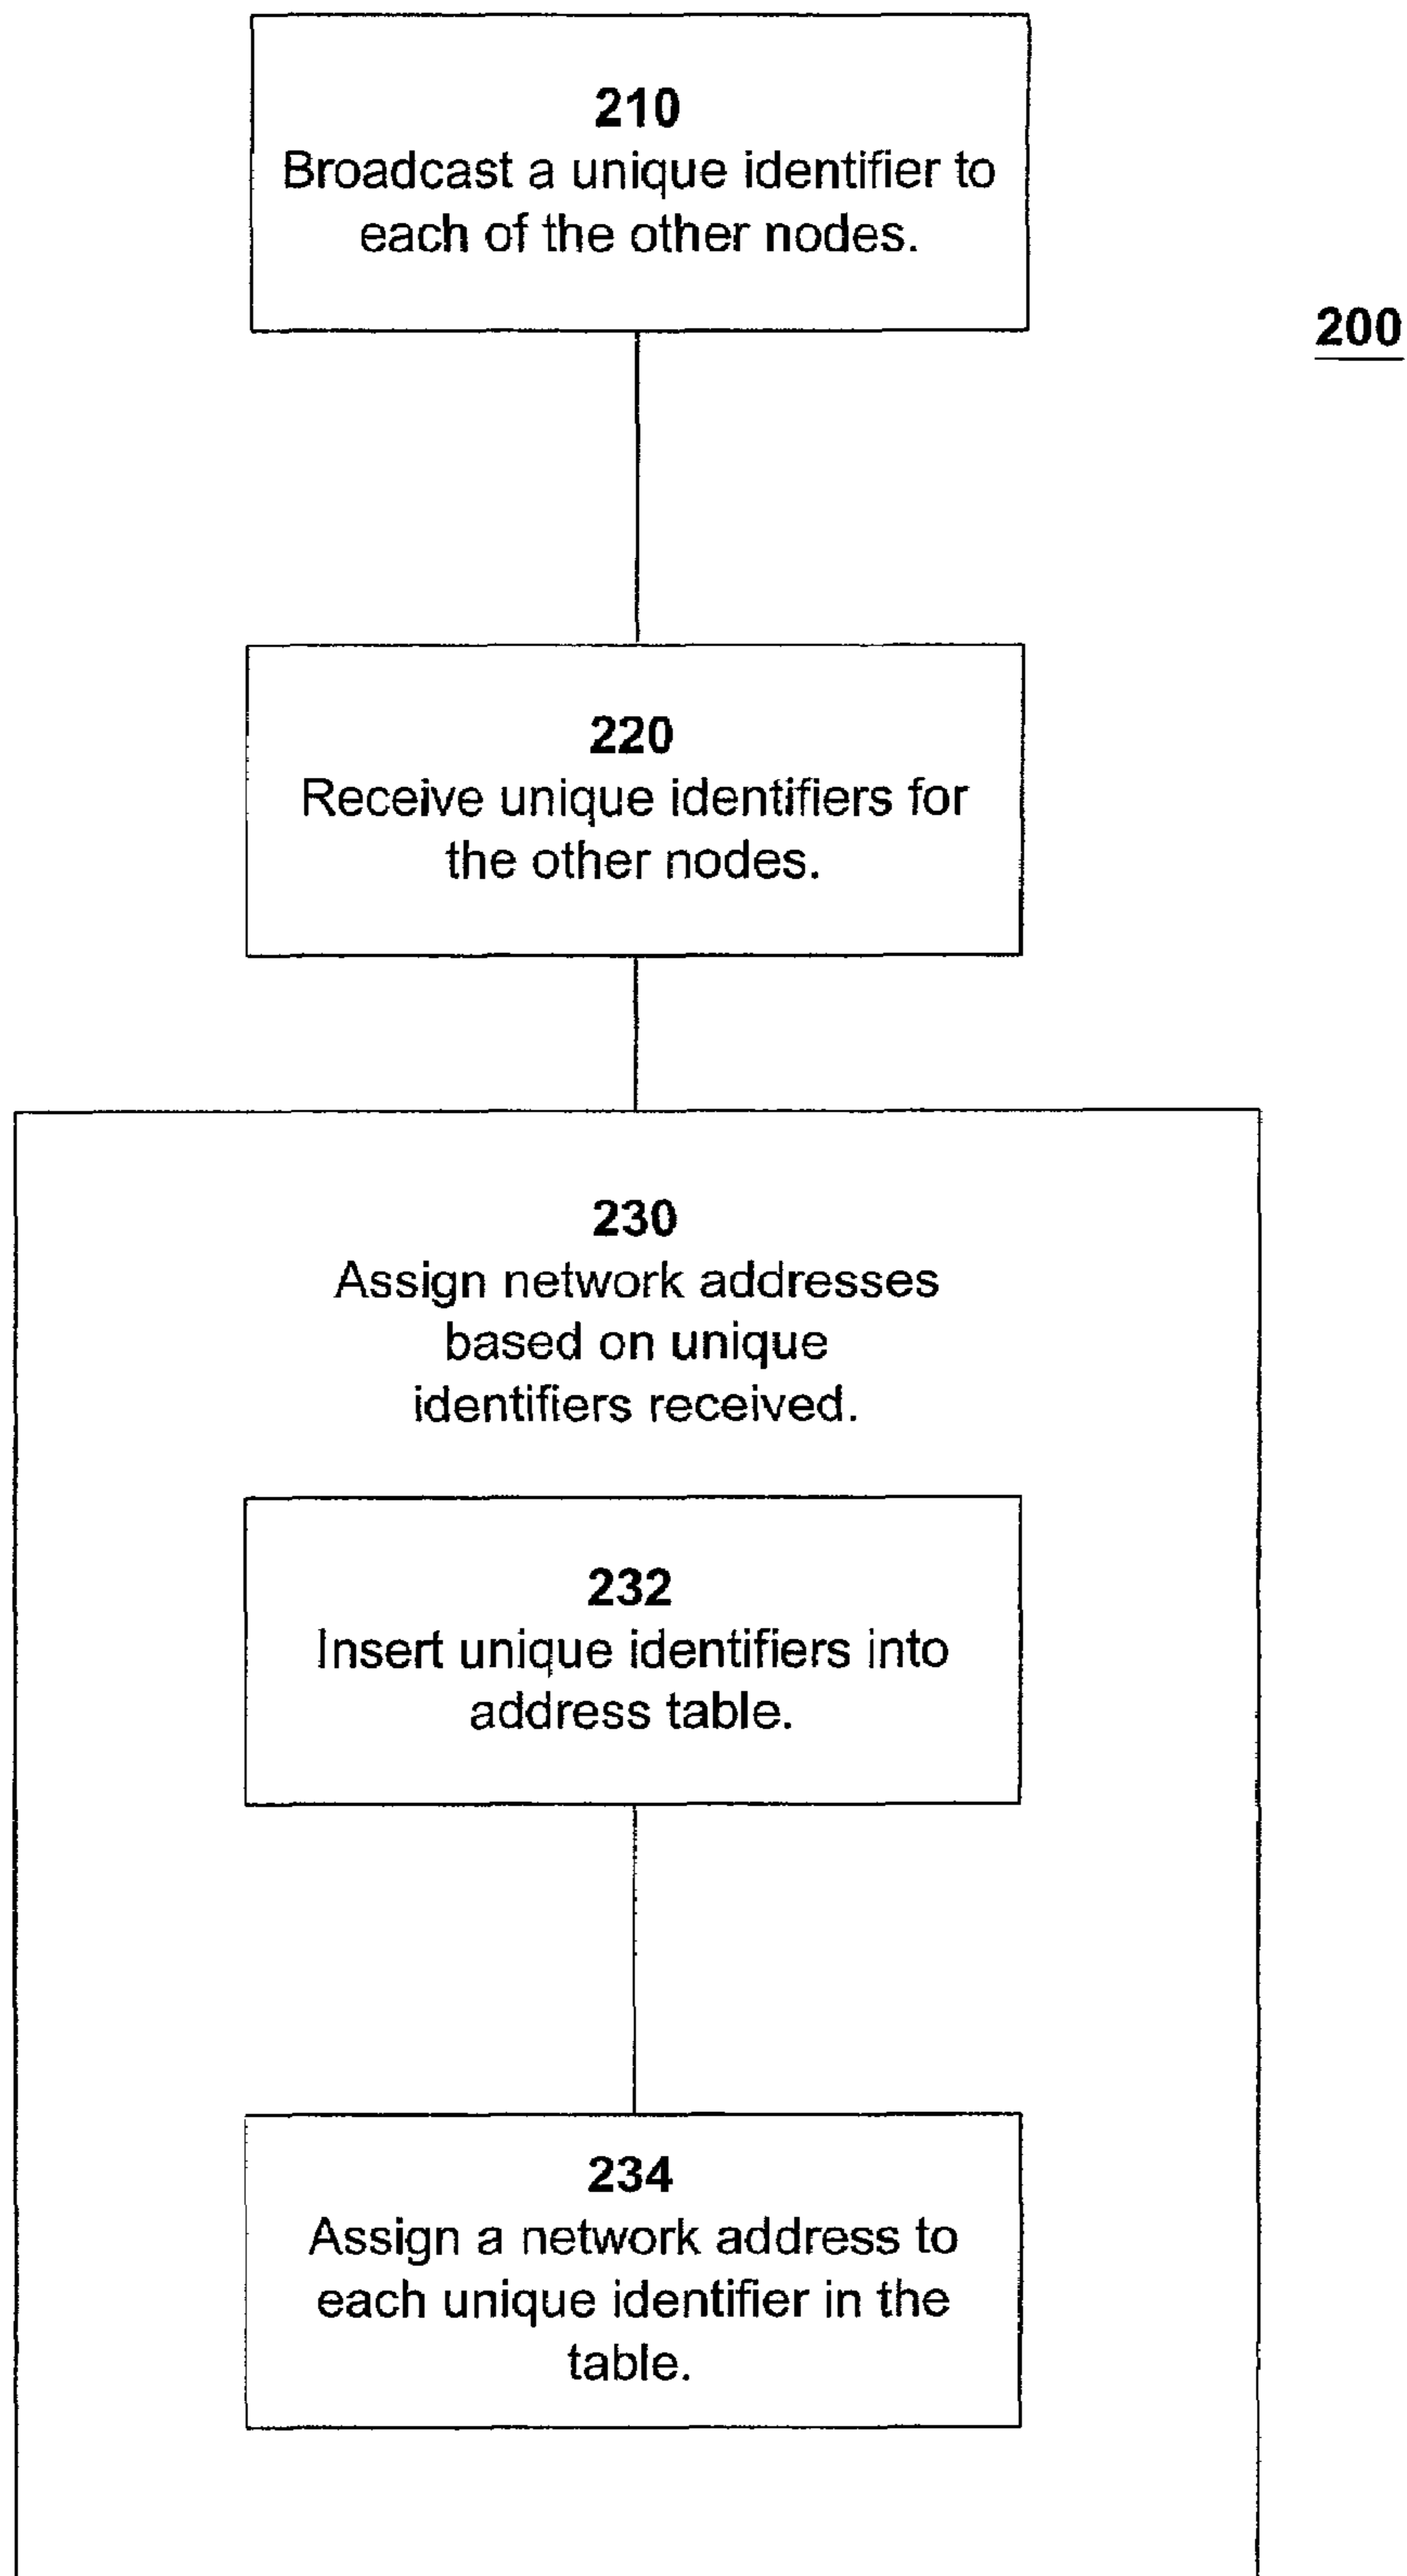 210
Broadcast a unique identifier to
each of the other nodes.
200
220
Receive unique identifiers for
the other nodes.
230
Assign network addresses
based on unique
identifiers received.
232
Insert unique identifiers into
address table.
234
Assign a network address to
each unique identifier in the
table.